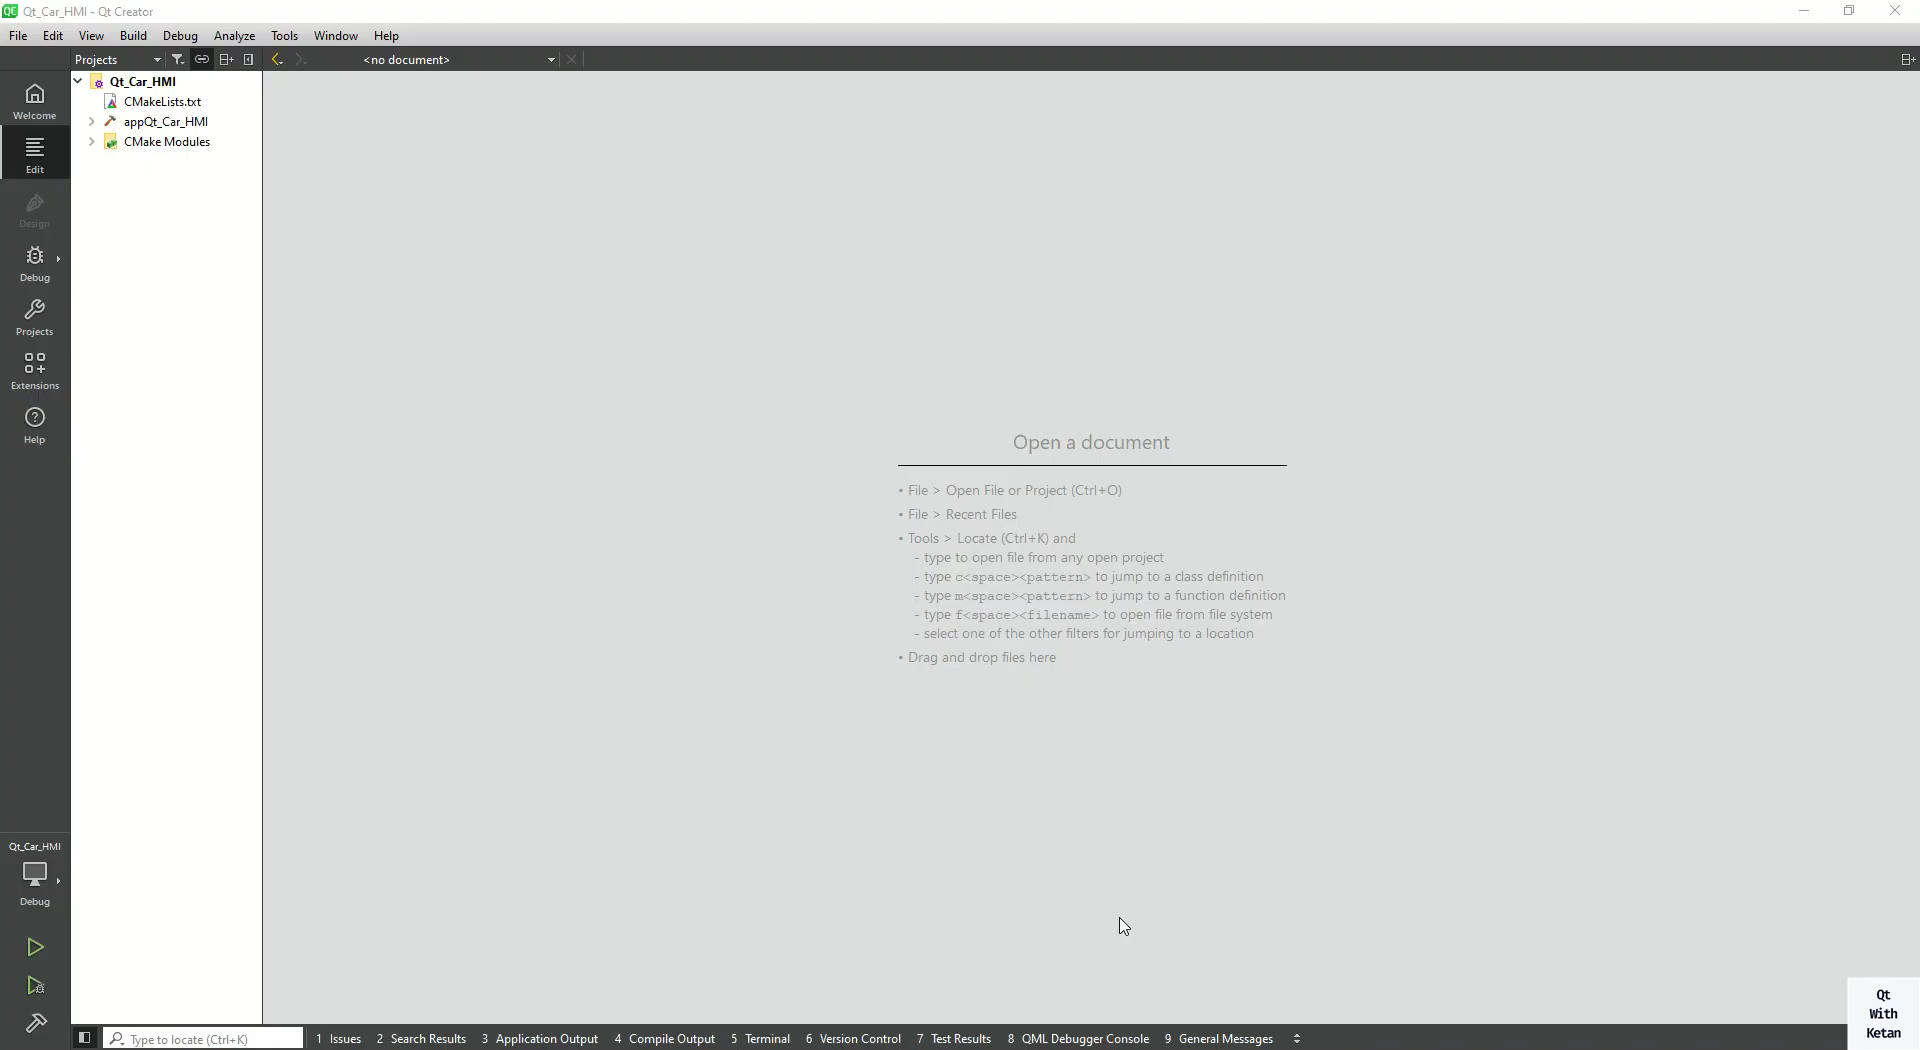 Qt_Car_HMI - Qt Creator
File Edit View Build Debug Analyze Tools Window Help
Projects <no document>
Qt_Car_HMI
CMakeLists.txt
appQt_Car_HMI
CMake Modules
Welcome
Edit
Design
Debug
Projects
Extensions
Help
Open a document
• File > Open File or Project (Ctrl+O)
• File > Recent Files
• Tools > Locate (Ctrl+K) and
- type to open file from any open project
- type c<space><pattern> to jump to a class definition
- type m<space><pattern> to jump to a function definition
- type f<space><filename> to open file from file system
- select one of the other filters for jumping to a location
• Drag and drop files here
Qt_Car_HMI
Debug
Type to locate (Ctrl+K) 1 Issues 2 Search Results 3 Application Output 4 Compile Output 5 Terminal 6 Version Control 7 Test Results 8 QML Debugger Console 9 General Messages
Qt
With
Ketan